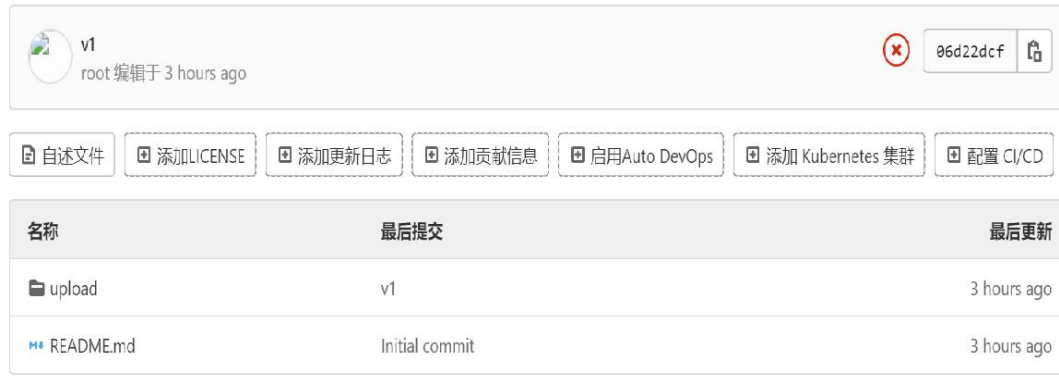 v1
root 编辑于 3 hours ago
06d22dcf
自述文件 添加LICENSE 添加更新日志 添加贡献信息 启用Auto DevOps 添加 Kubernetes 集群 配置 CI/CD
名称 最后提交 最后更新
upload v1 3 hours ago
M↓ README.md Initial commit 3 hours ago